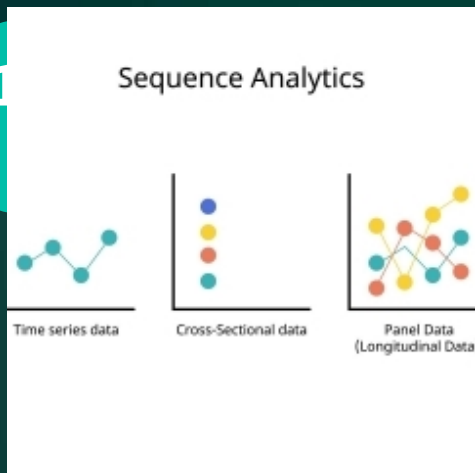 Sequence Analytics
Time series data
Cross-Sectional data
Panel Data
(Longitudinal Data